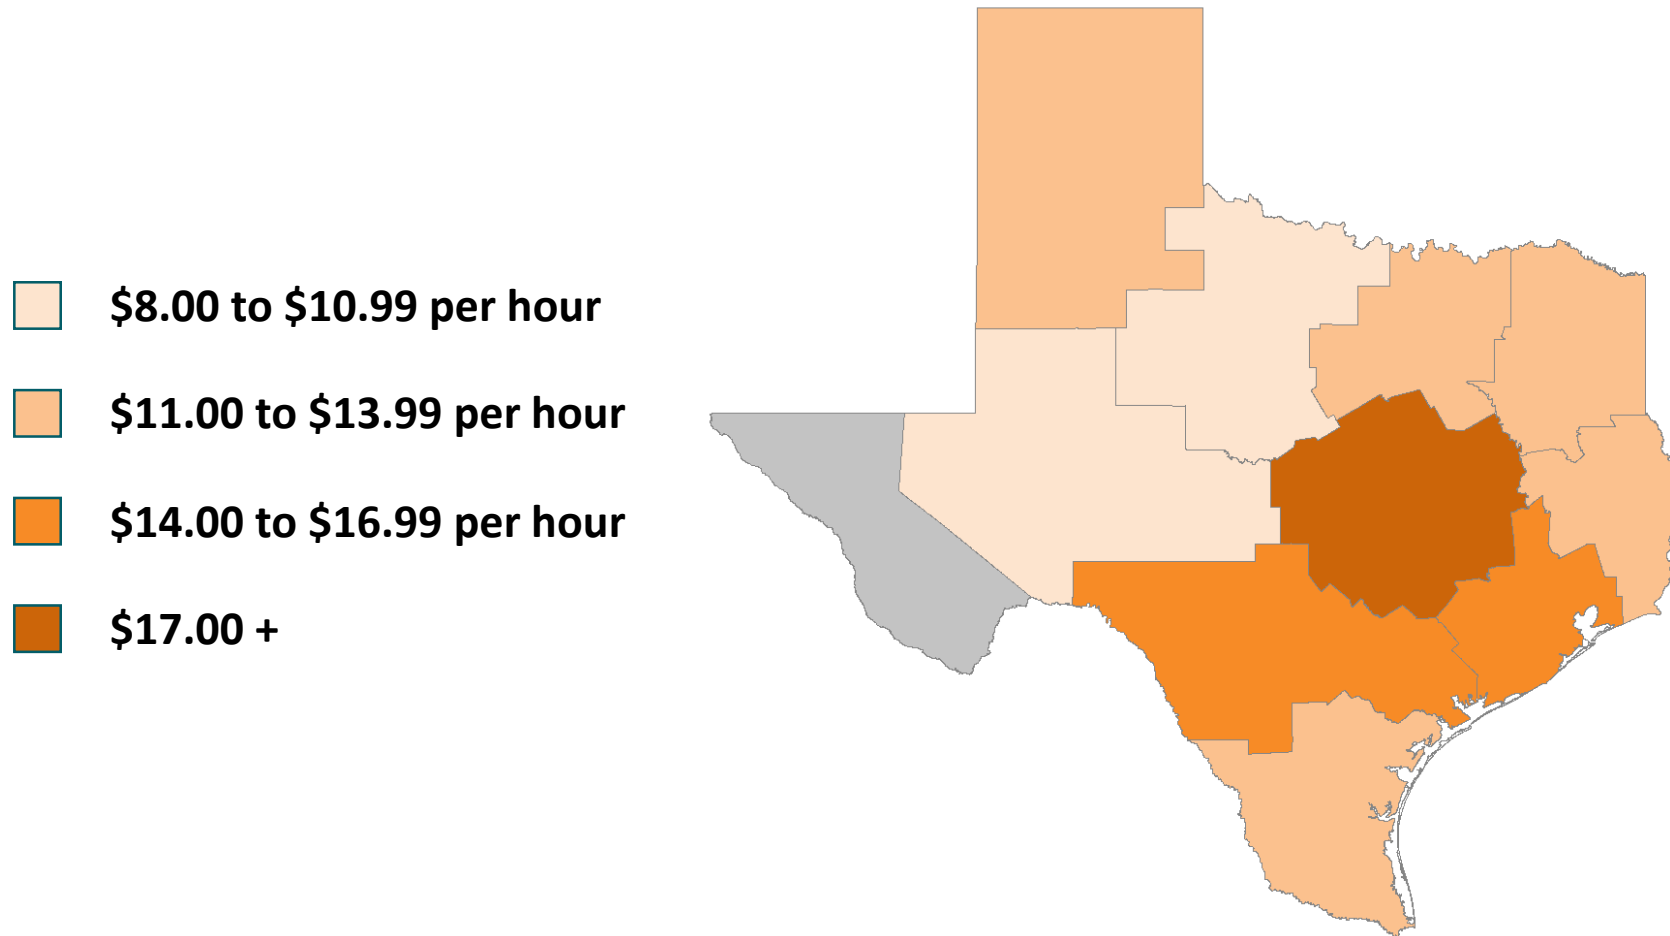 $8.00 to $10.99 per hour
$11.00 to $13.99 per hour
$14.00 to $16.99 per hour
$17.00 +